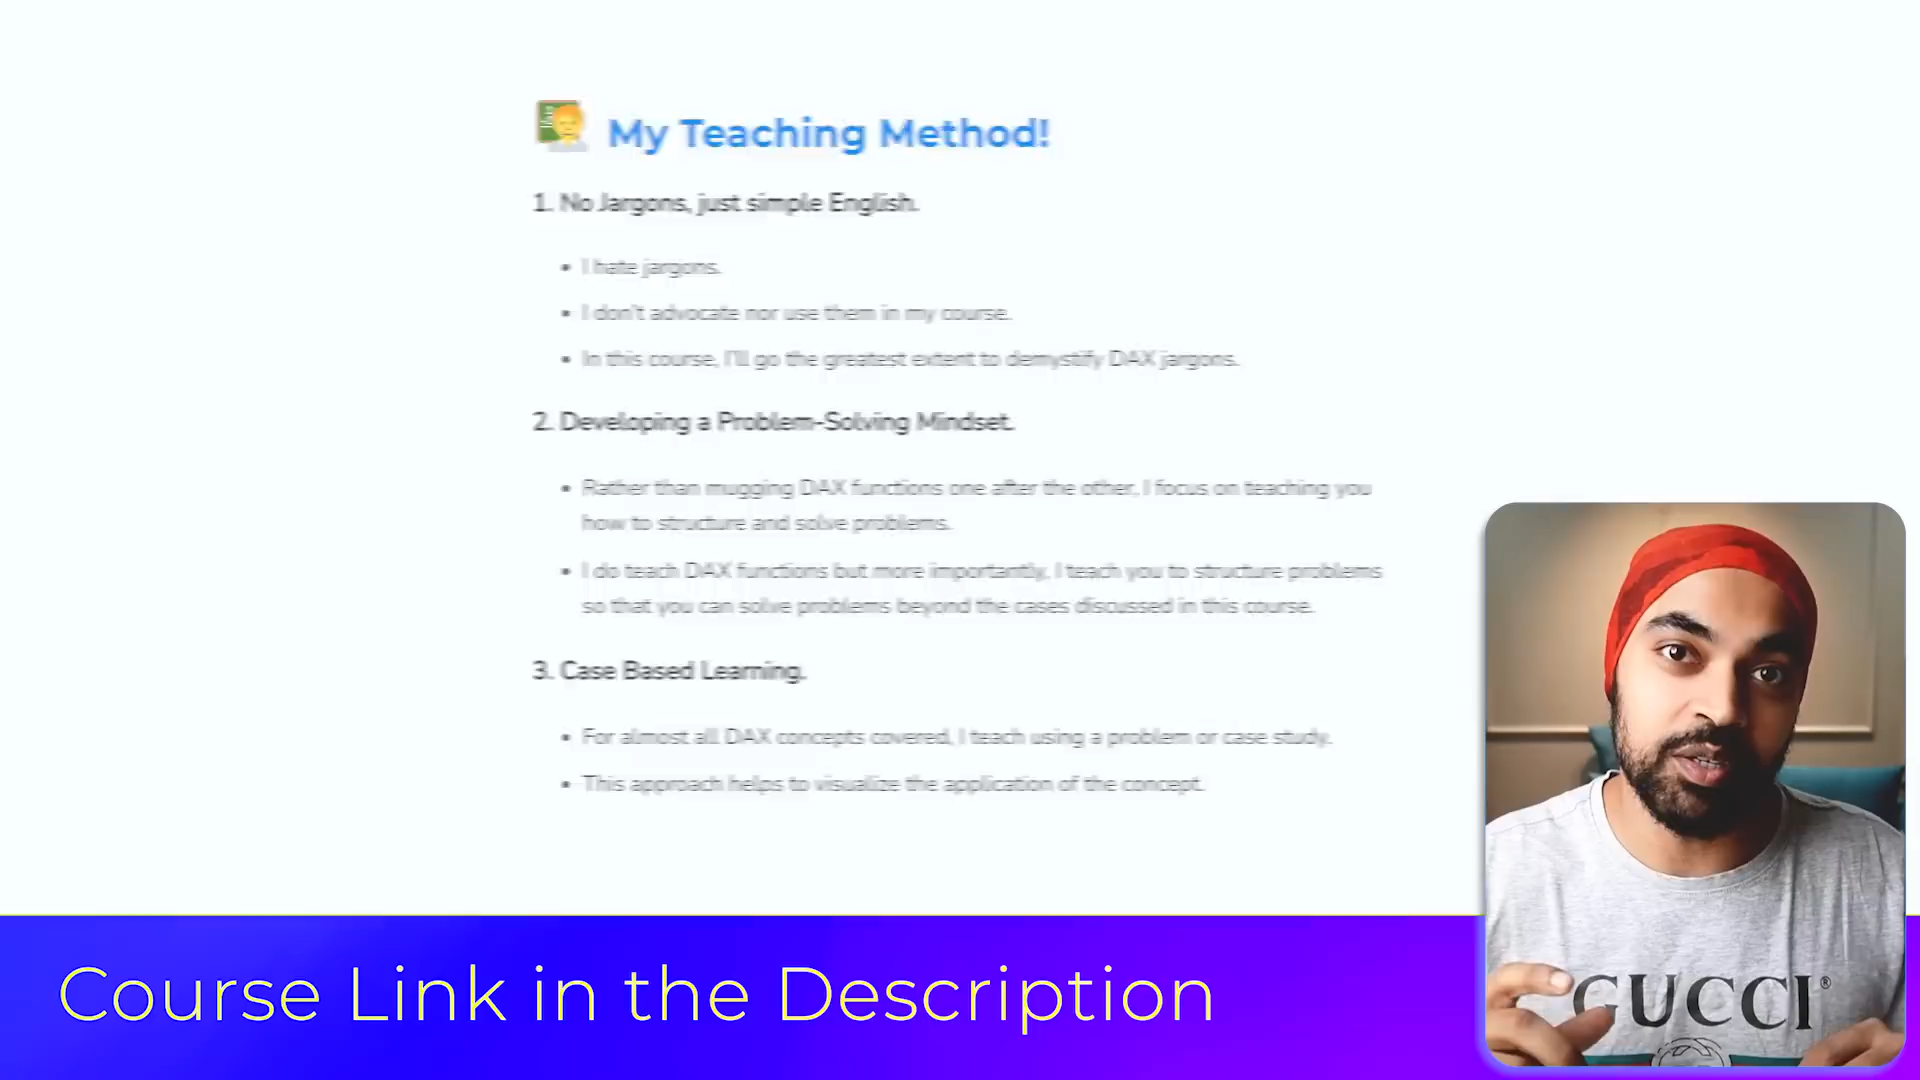 My Teaching Method!
1. No Jargons, just simple English.
• I hate jargons.
• I don't advocate nor use them in my course.
• In this course, I'll go the greatest extent to demystify DAX jargons.
2. Developing a Problem-Solving Mindset.
• Rather than mugging DAX functions one after the other, I focus on teaching you
how to structure and solve problems.
• I do teach DAX functions but more importantly, I teach you to structure problems
so that you can solve problems beyond the cases discussed in this course.
3. Case Based Learning.
• For almost all DAX concepts covered, I teach using a problem or case study.
• This approach helps to visualize the application of the concept.
Course Link in the Description
GUCCI®